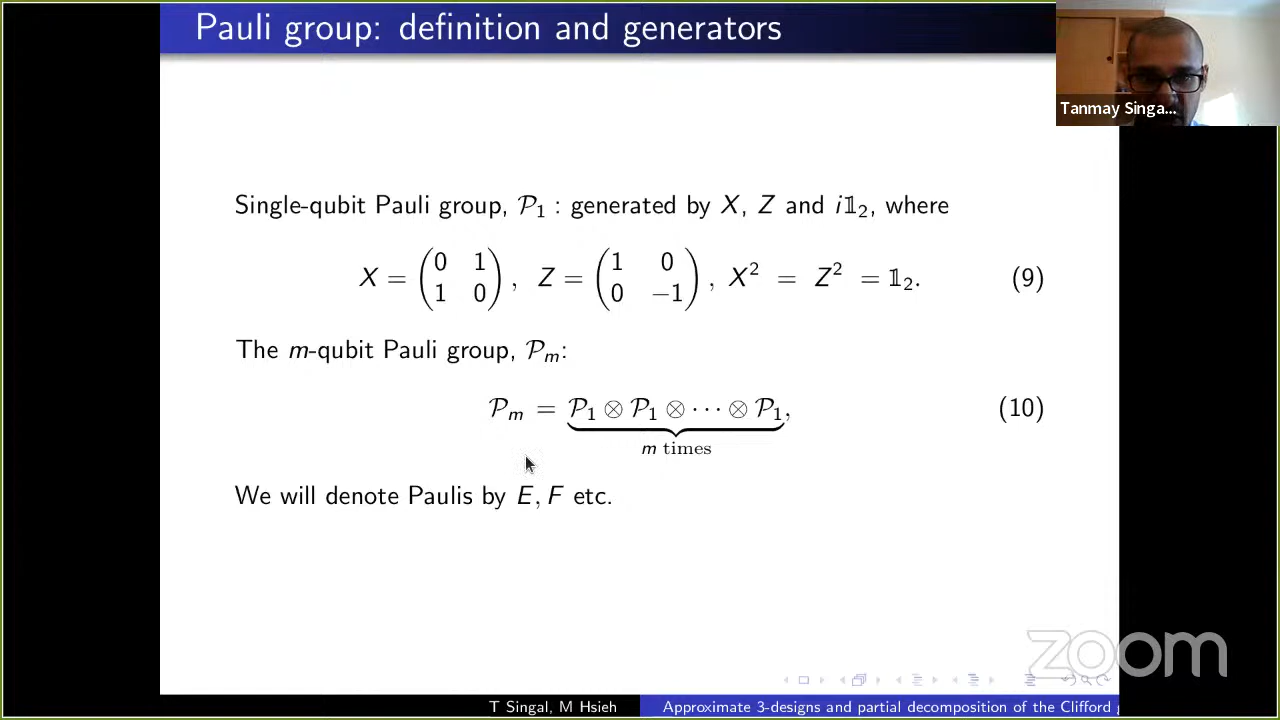 Pauli group: definition and generators
Tanmay Singa...
Single-qubit Pauli group, 𝒫₁ : generated by X, Z and i𝟙₂, where
X = (0 1 1 0), Z = (1 0 0 −1), X² = Z² = 𝟙₂. (9)
The m-qubit Pauli group, 𝒫ₘ:
𝒫ₘ = 𝒫₁ ⊗ 𝒫₁ ⊗ ⋯ ⊗ 𝒫₁, (10)
m times
We will denote Paulis by E, F etc.
zoom
T Singal, M Hsieh Approximate 3-designs and partial decomposition of the Clifford